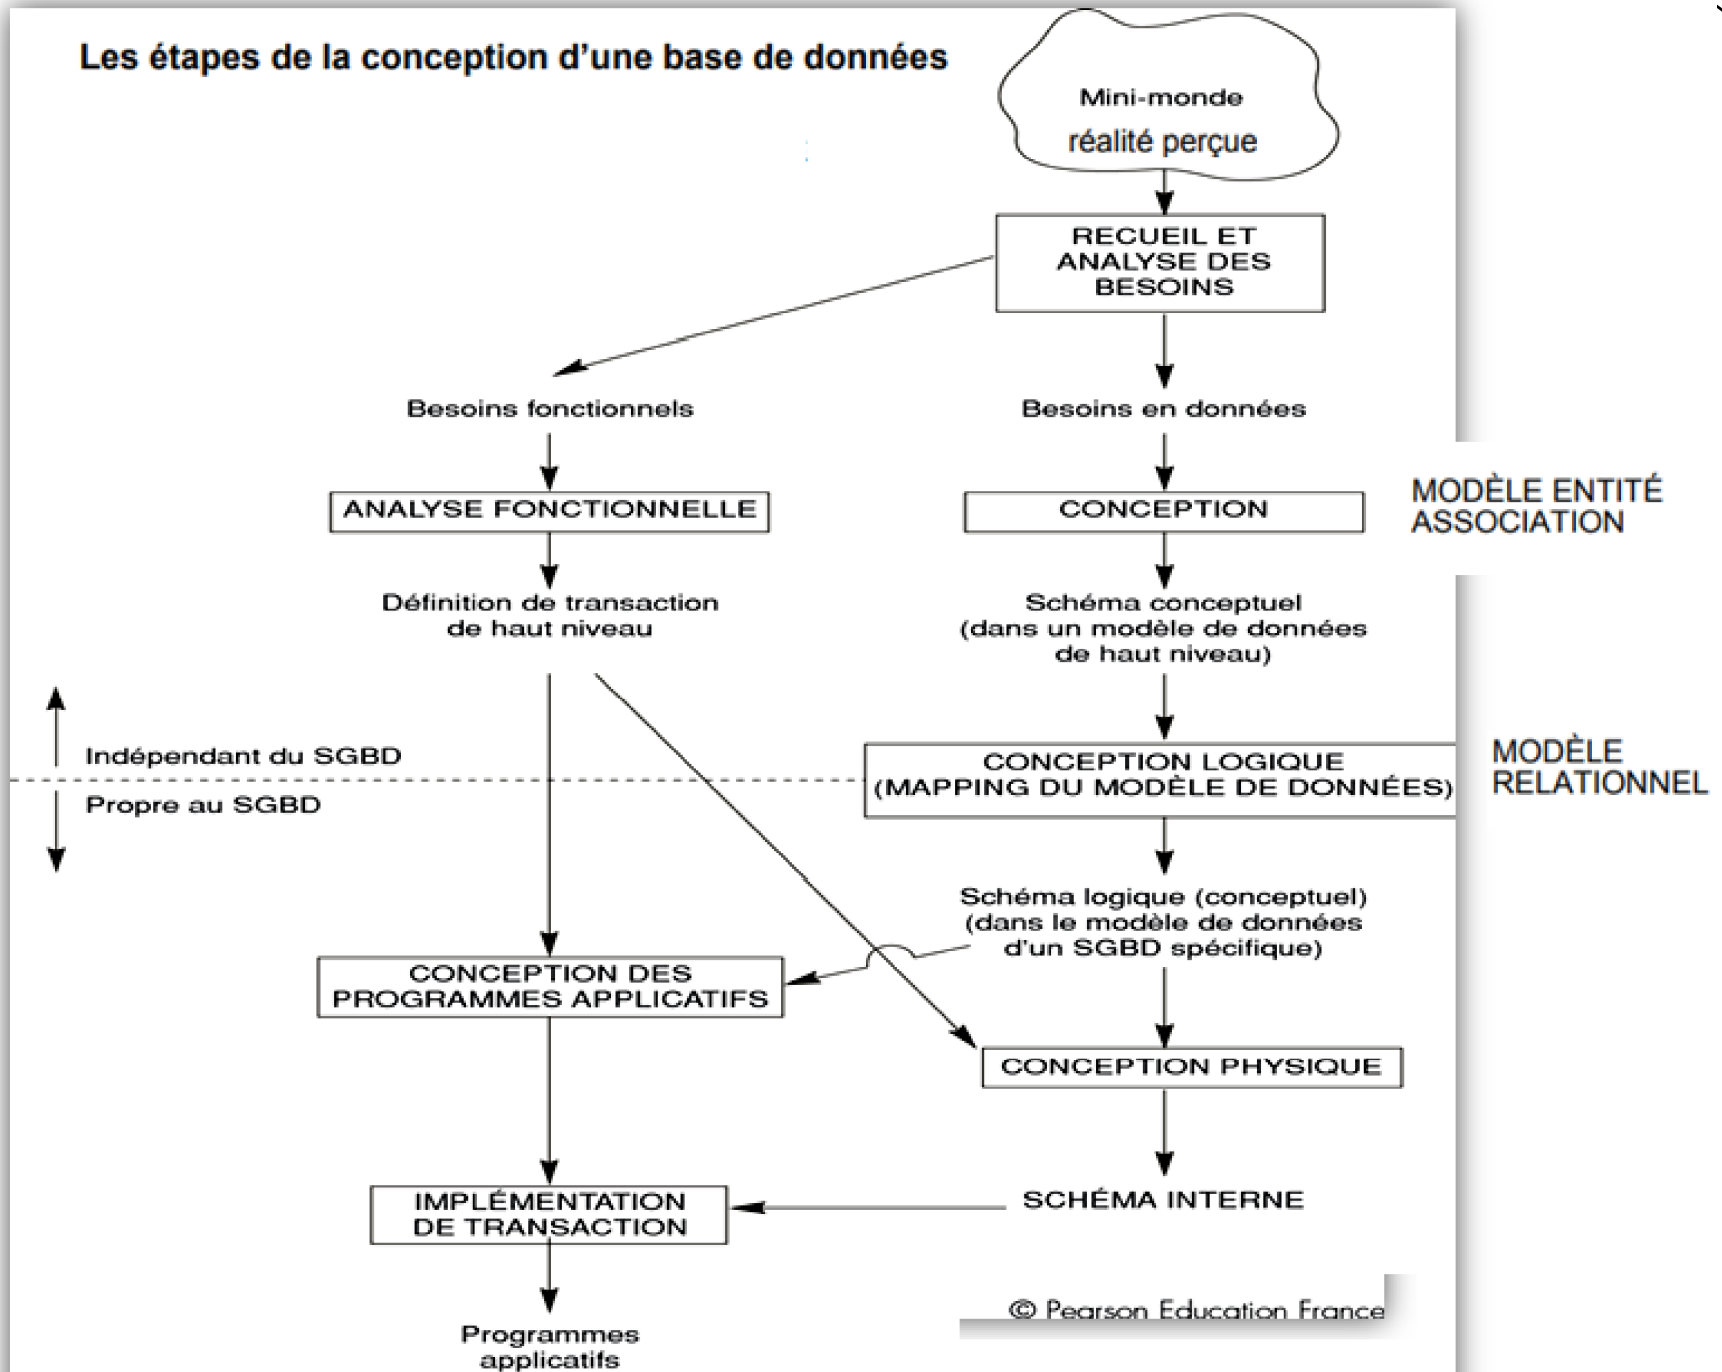 Les étapes de la conception d'une base de données
Mini-monde
réalité perçue
RECUEIL ET
ANALYSE DES
BESOINS
Besoins fonctionnels
Besoins en données
ANALYSE FONCTIONNELLE
CONCEPTION
MODÈLE ENTITÉ
ASSOCIATION
Définition de transaction
de haut niveau
Schéma conceptuel
(dans un modèle de données
de haut niveau)
Indépendant du SGBD
Propre au SGBD
CONCEPTION LOGIQUE
(MAPPING DU MODÈLE DE DONNÉES)
MODÈLE
RELATIONNEL
Schéma logique (conceptuel)
(dans le modèle de données
d'un SGBD spécifique)
CONCEPTION DES
PROGRAMMES APPLICATIFS
CONCEPTION PHYSIQUE
IMPLÉMENTATION
DE TRANSACTION
SCHÉMA INTERNE
© Pearson Education France
Programmes
applicatifs